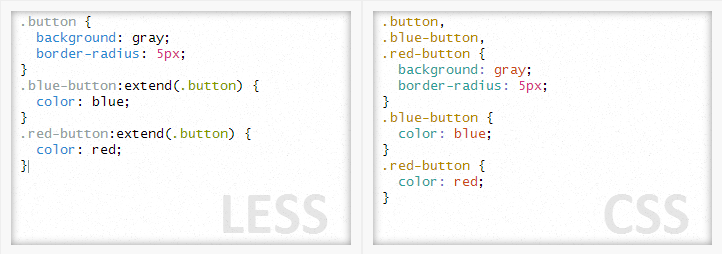 .button {
  background: gray;
  border-radius: 5px;
}
.blue-button:extend(.button) {
  color: blue;
}
.red-button:extend(.button) {
  color: red;
}
LESS
.button,
.blue-button,
.red-button {
  background: gray;
  border-radius: 5px;
}
.blue-button {
  color: blue;
}
.red-button {
  color: red;
}
CSS